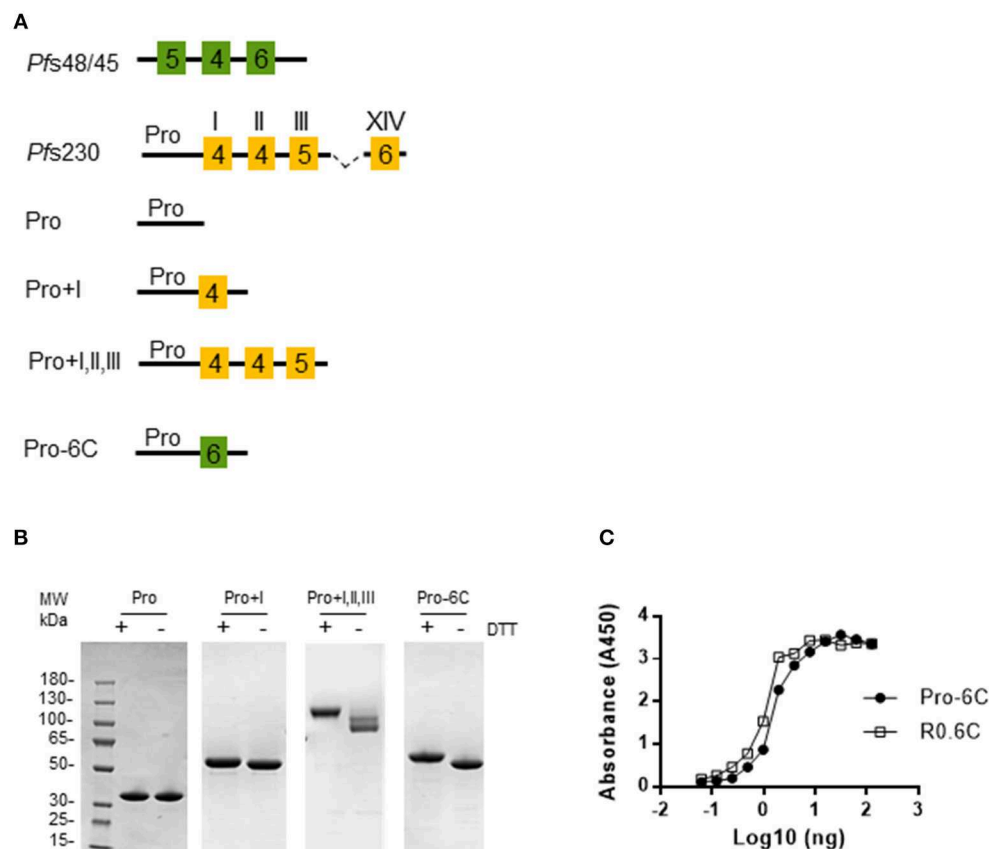 A
Pfs48/45
5 4 6
I II III XIV
Pfs230 Pro 4 4 5 6
Pro Pro
Pro+I Pro 4
Pro+I,II,III Pro 4 4 5
Pro-6C Pro 6
B
MW Pro Pro+I Pro+I,II,III Pro-6C
kDa + - + - + - + - DTT
180-
130-
100-
65-
50-
30-
25-
15-
C
Absorbance (A450)
4
3
2
1
0
-2 -1 0 1 2 3
Log10 (ng)
Pro-6C
R0.6C